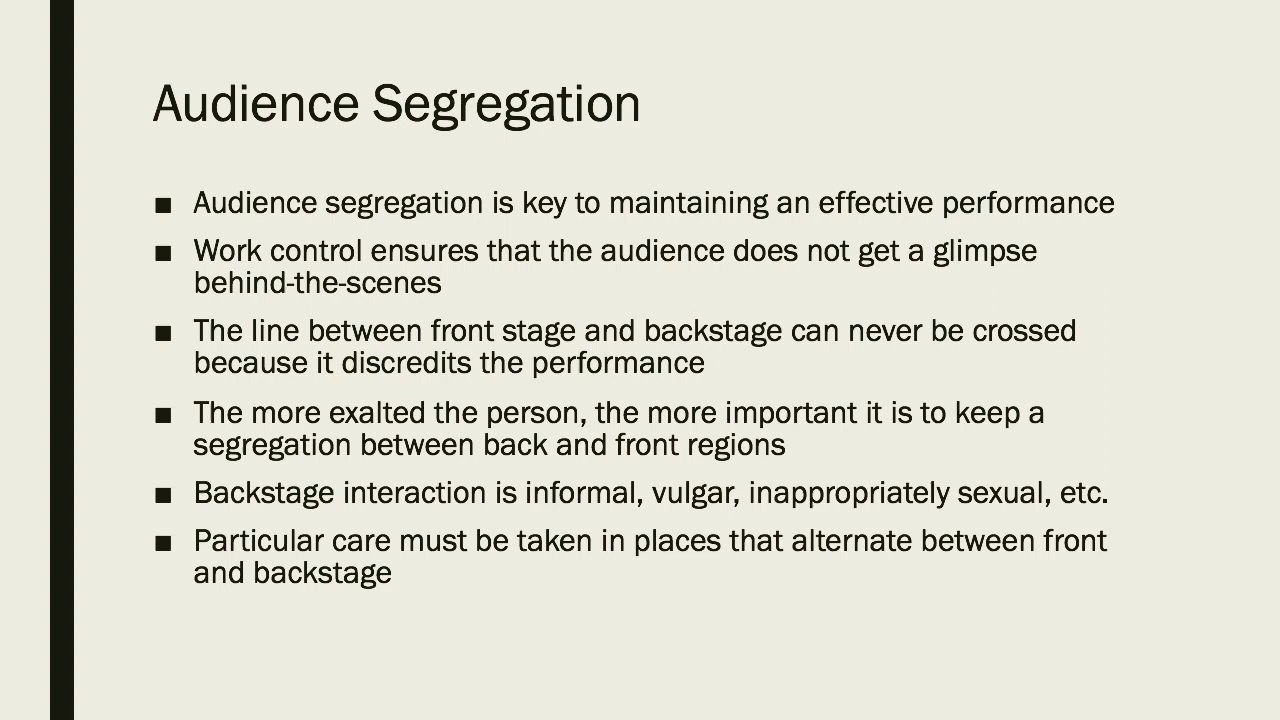 Audience Segregation
■ Audience segregation is key to maintaining an effective performance
■ Work control ensures that the audience does not get a glimpse
behind-the-scenes
■ The line between front stage and backstage can never be crossed
because it discredits the performance
■ The more exalted the person, the more important it is to keep a
segregation between back and front regions
■ Backstage interaction is informal, vulgar, inappropriately sexual, etc.
■ Particular care must be taken in places that alternate between front
and backstage